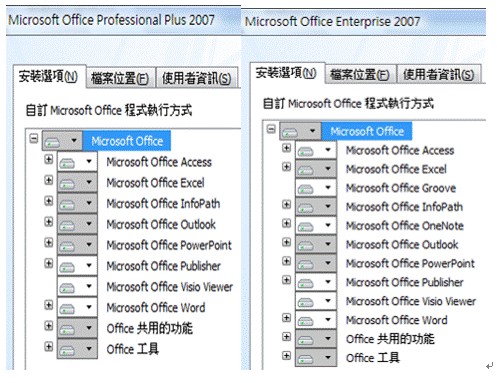 Microsoft Office Professional Plus 2007
安裝選項(N) 檔案位置(F) 使用者資訊(S)
自訂 Microsoft Office 程式執行方式
Microsoft Office
Microsoft Office Access
Microsoft Office Excel
Microsoft Office InfoPath
Microsoft Office Outlook
Microsoft Office PowerPoint
Microsoft Office Publisher
Microsoft Office Visio Viewer
Microsoft Office Word
Office 共用的功能
Office 工具
Microsoft Office Enterprise 2007
安裝選項(N) 檔案位置(F) 使用者資訊(S)
自訂 Microsoft Office 程式執行方式
Microsoft Office
Microsoft Office Access
Microsoft Office Excel
Microsoft Office Groove
Microsoft Office InfoPath
Microsoft Office OneNote
Microsoft Office Outlook
Microsoft Office PowerPoint
Microsoft Office Publisher
Microsoft Office Visio Viewer
Microsoft Office Word
Office 共用的功能
Office 工具